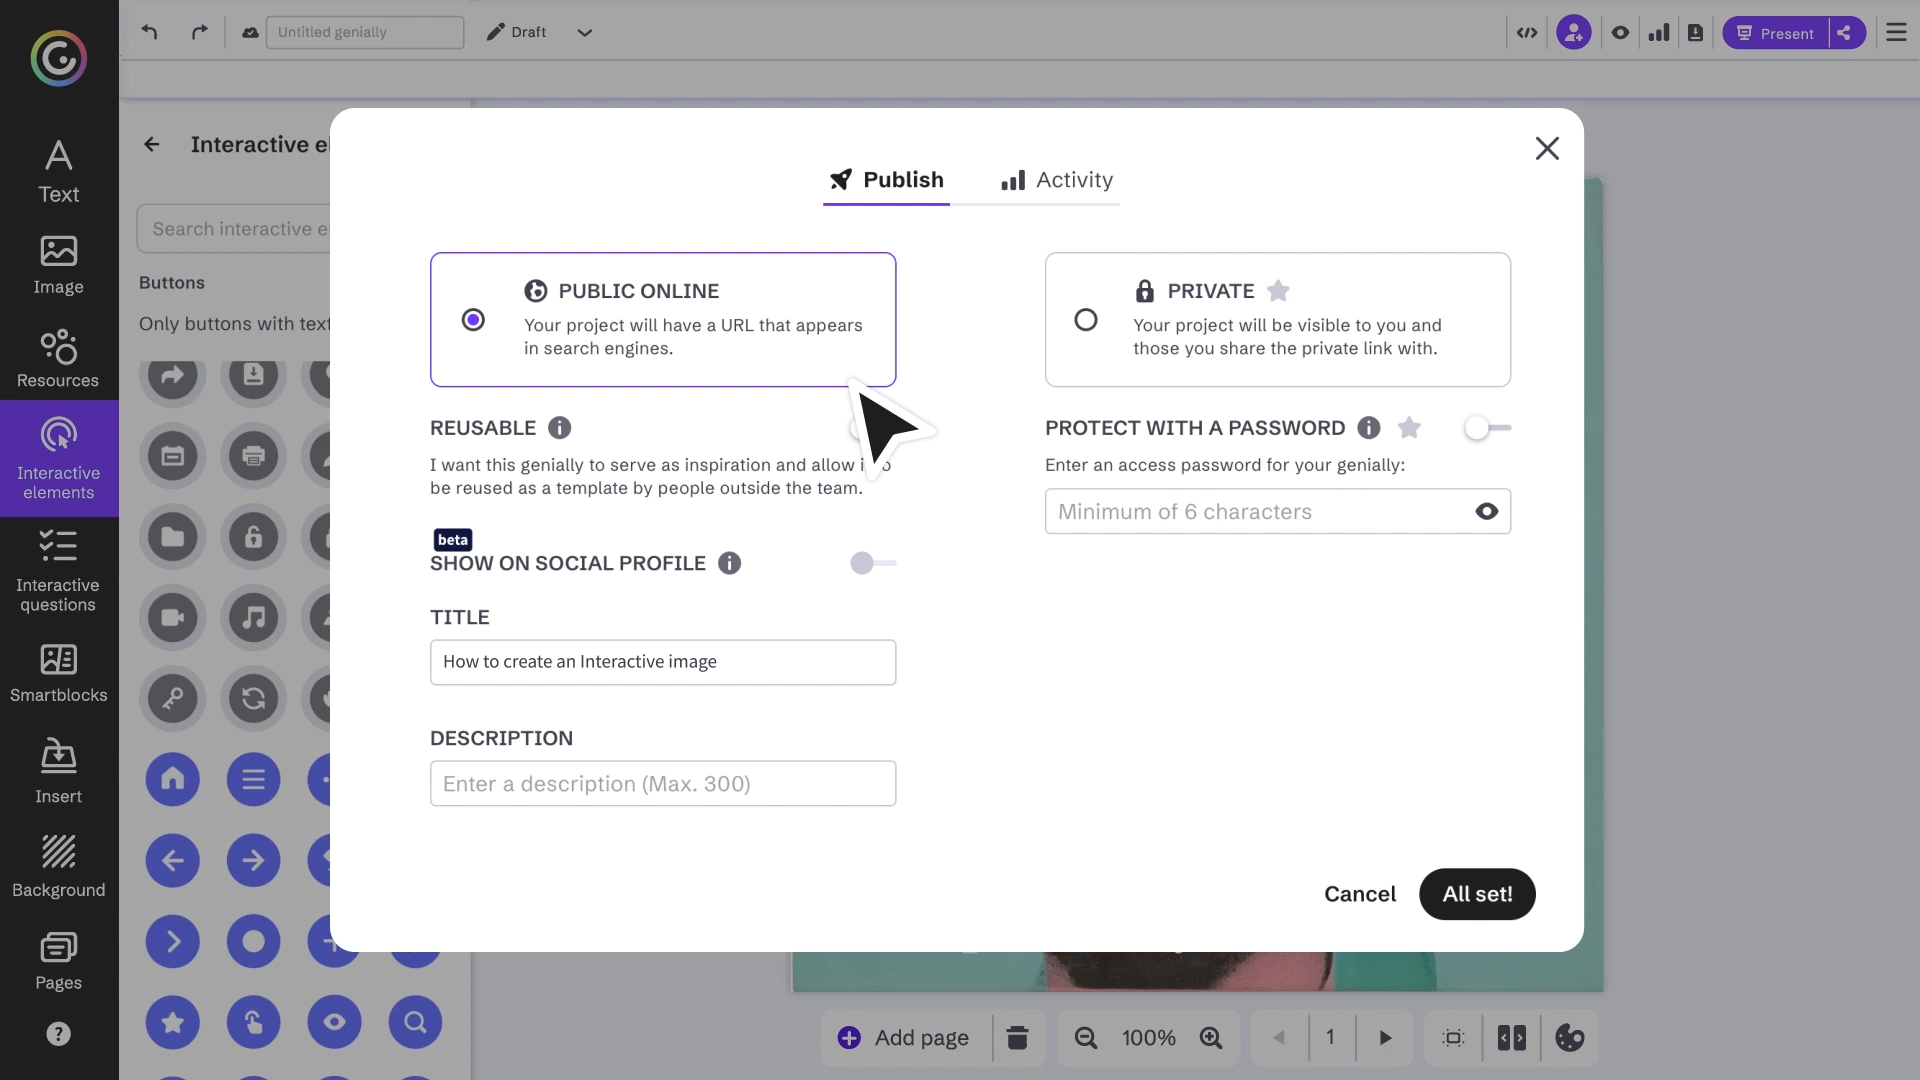 Untitled genially
Draft
Present
Text
Image
Resources
Interactive
elements
Interactive
questions
Smartblocks
Insert
Background
Pages
?
Interactive el
Search interactive e
Buttons
Only buttons with text
Publish
Activity
PUBLIC ONLINE
Your project will have a URL that appears
in search engines.
PRIVATE
Your project will be visible to you and
those you share the private link with.
REUSABLE
I want this genially to serve as inspiration and allow
be reused as a template by people outside the team.
beta
SHOW ON SOCIAL PROFILE
TITLE
How to create an Interactive image
DESCRIPTION
Enter a description (Max. 300)
PROTECT WITH A PASSWORD
Enter an access password for your genially:
Minimum of 6 characters
Cancel
All set!
Add page
100%
1